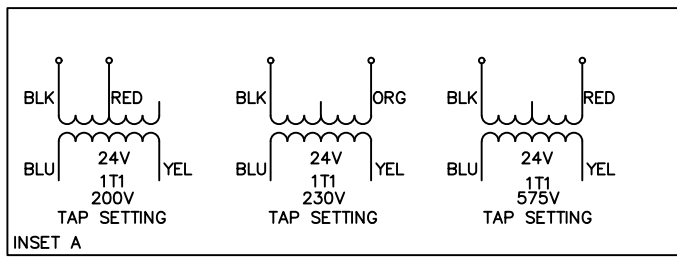 BLK RED
BLU 24V YEL
1T1
200V
TAP SETTING
BLK ORG
BLU 24V YEL
1T1
230V
TAP SETTING
BLK RED
BLU 24V YEL
1T1
575V
TAP SETTING
INSET A